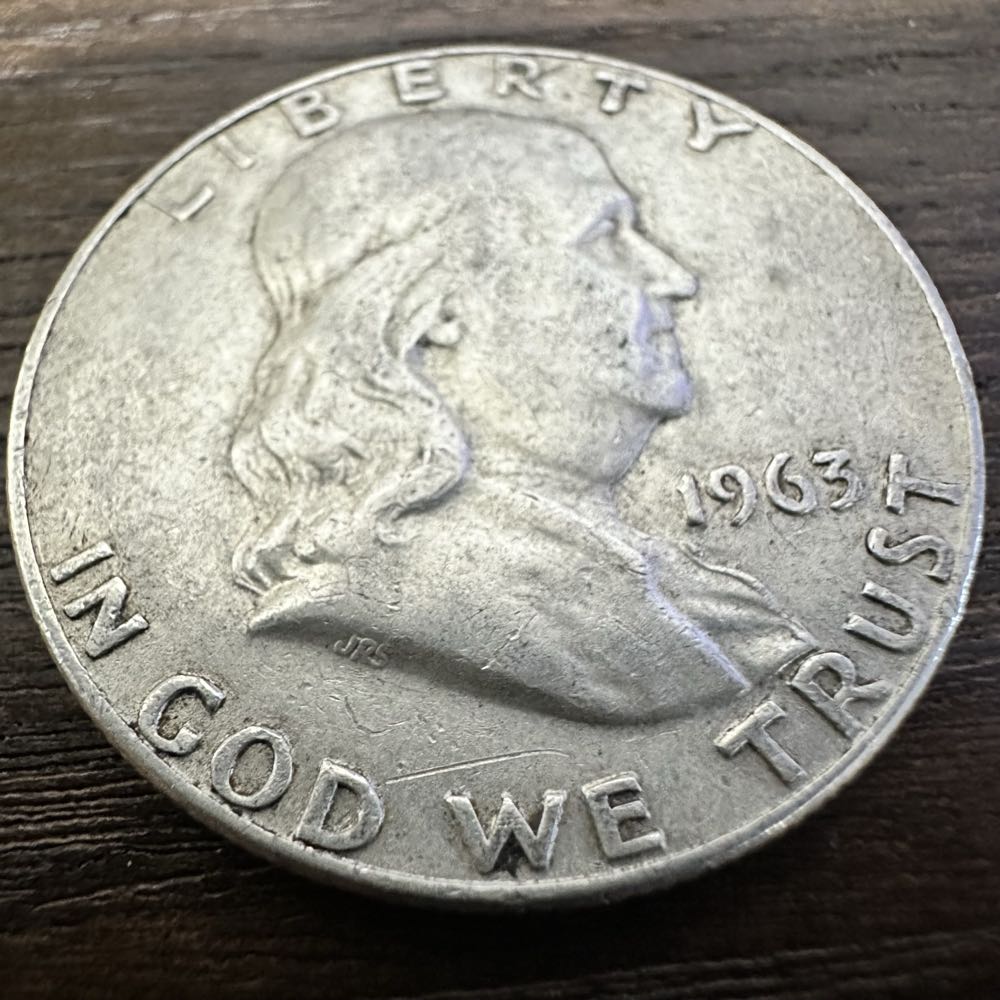 LIBERTY
1963
JRS
IN GOD WE TRUST